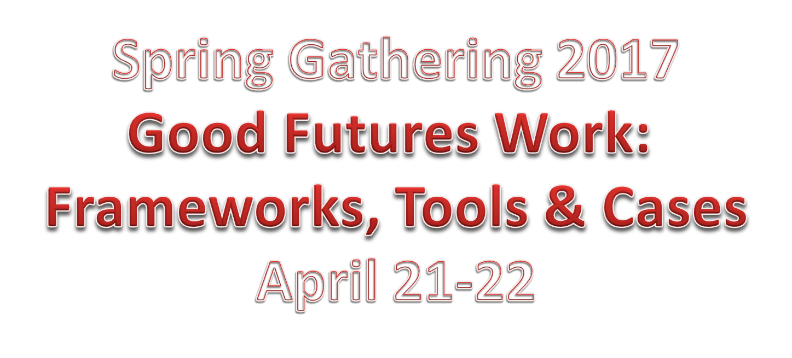 Spring Gathering 2017
Good Futures Work:
Frameworks, Tools & Cases
April 21-22